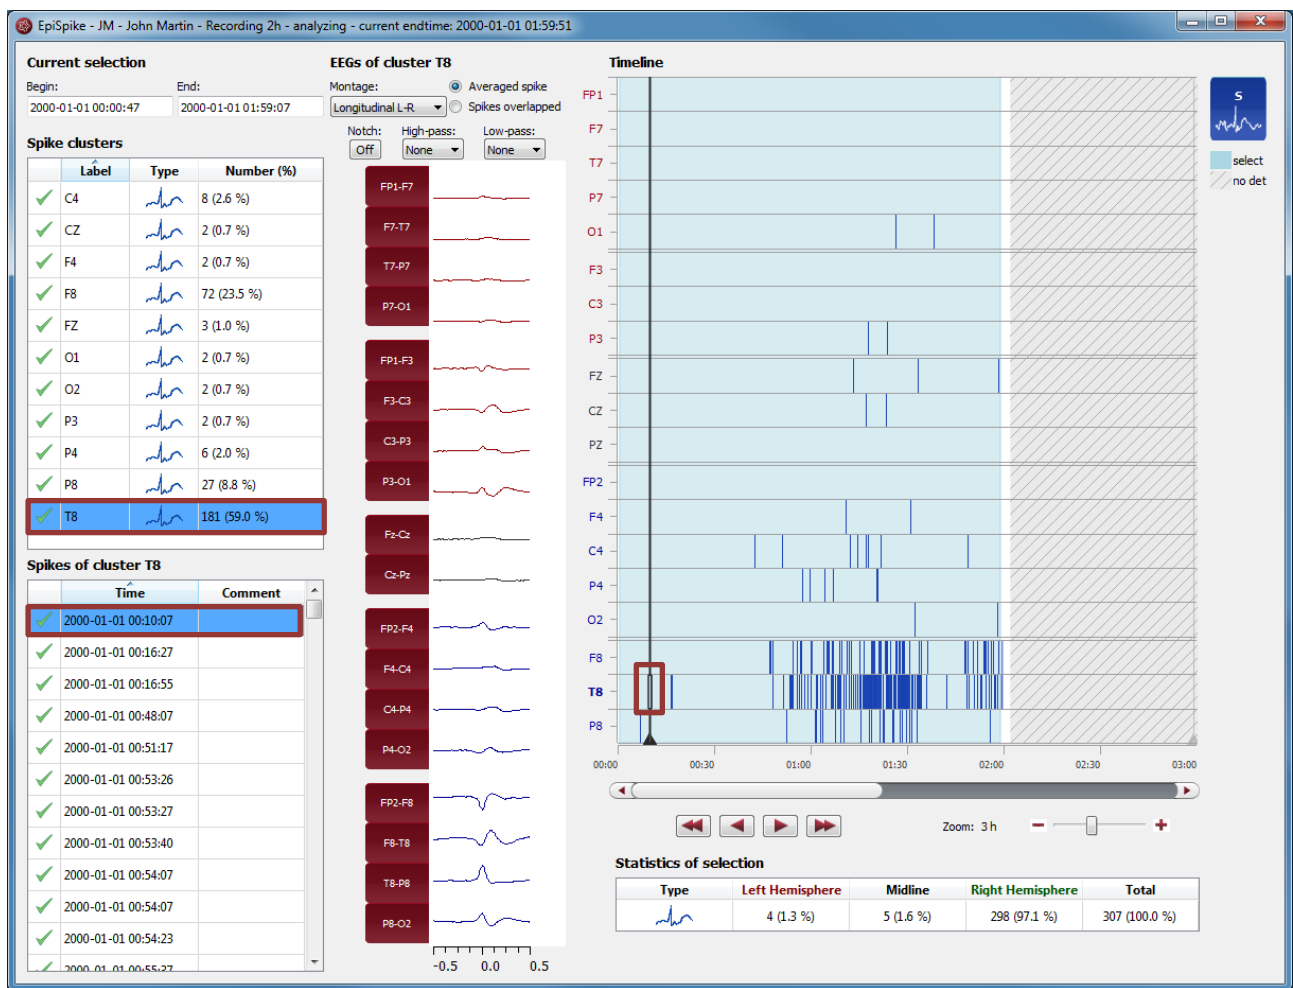 EpiSpike - JM - John Martin - Recording 2h - analyzing - current endtime: 2000-01-01 01:59:51
Current selection
Begin: End:
2000-01-01 00:00:47 2000-01-01 01:59:07
Spike clusters
Label Type Number (%)
C4 8 (2.6 %)
CZ 2 (0.7 %)
F4 2 (0.7 %)
F8 72 (23.5 %)
FZ 3 (1.0 %)
O1 2 (0.7 %)
O2 2 (0.7 %)
P3 2 (0.7 %)
P4 6 (2.0 %)
P8 27 (8.8 %)
T8 181 (59.0 %)
Spikes of cluster T8
Time Comment
2000-01-01 00:10:07
2000-01-01 00:16:27
2000-01-01 00:16:55
2000-01-01 00:48:07
2000-01-01 00:51:17
2000-01-01 00:53:26
2000-01-01 00:53:27
2000-01-01 00:53:40
2000-01-01 00:54:07
2000-01-01 00:54:07
2000-01-01 00:54:23
2000-01-01 00:55:37
EEGs of cluster T8
Montage: Averaged spike
Longitudinal L-R Spikes overlapped
Notch: High-pass: Low-pass:
Off None None
FP1-F7
F7-T7
T7-P7
P7-O1
FP1-F3
F3-C3
C3-P3
P3-O1
Fz-Cz
Cz-Pz
FP2-F4
F4-C4
C4-P4
P4-O2
FP2-F8
F8-T8
T8-P8
P8-O2
-0.5 0.0 0.5
Timeline
FP1
F7
T7
P7
O1
F3
C3
P3
FZ
CZ
PZ
FP2
F4
C4
P4
O2
F8
T8
P8
00:00 00:30 01:00 01:30 02:00 02:30 03:00
S
select
no det
Zoom: 3 h
Statistics of selection
Type Left Hemisphere Midline Right Hemisphere Total
4 (1.3 %) 5 (1.6 %) 298 (97.1 %) 307 (100.0 %)